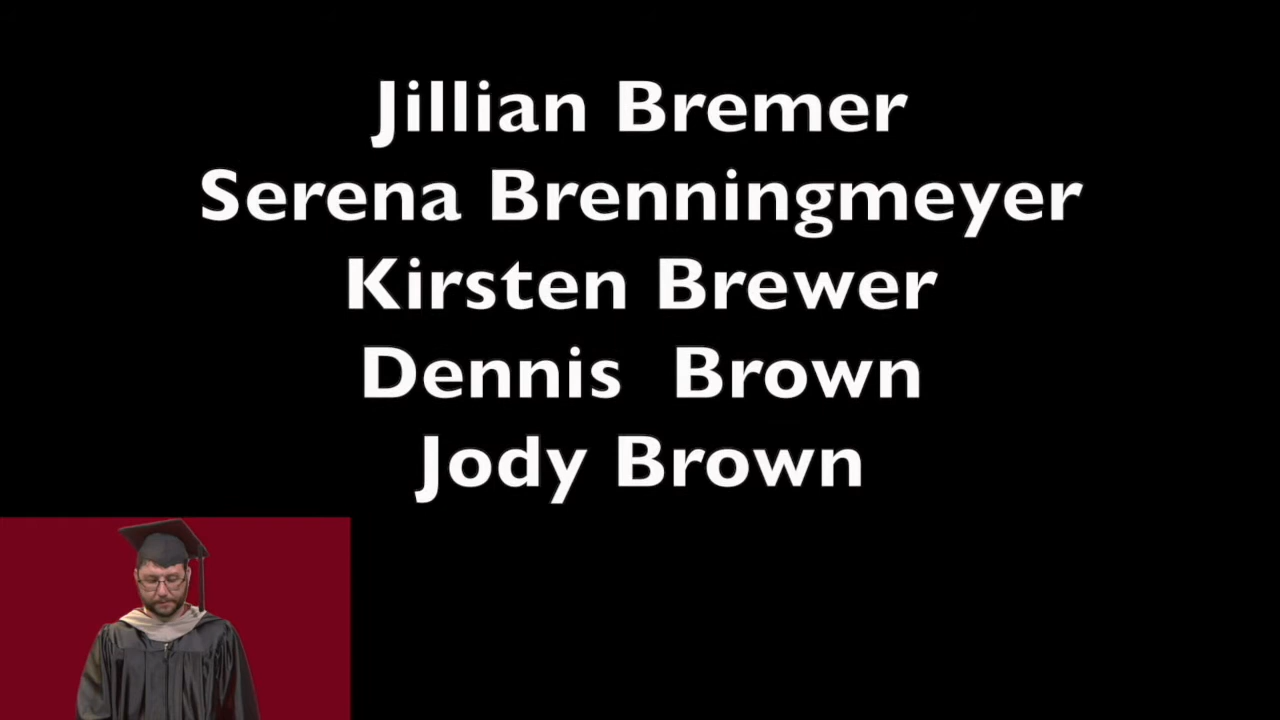 Jillian Bremer
Serena Brenningmeyer
Kirsten Brewer
Dennis  Brown
Jody Brown